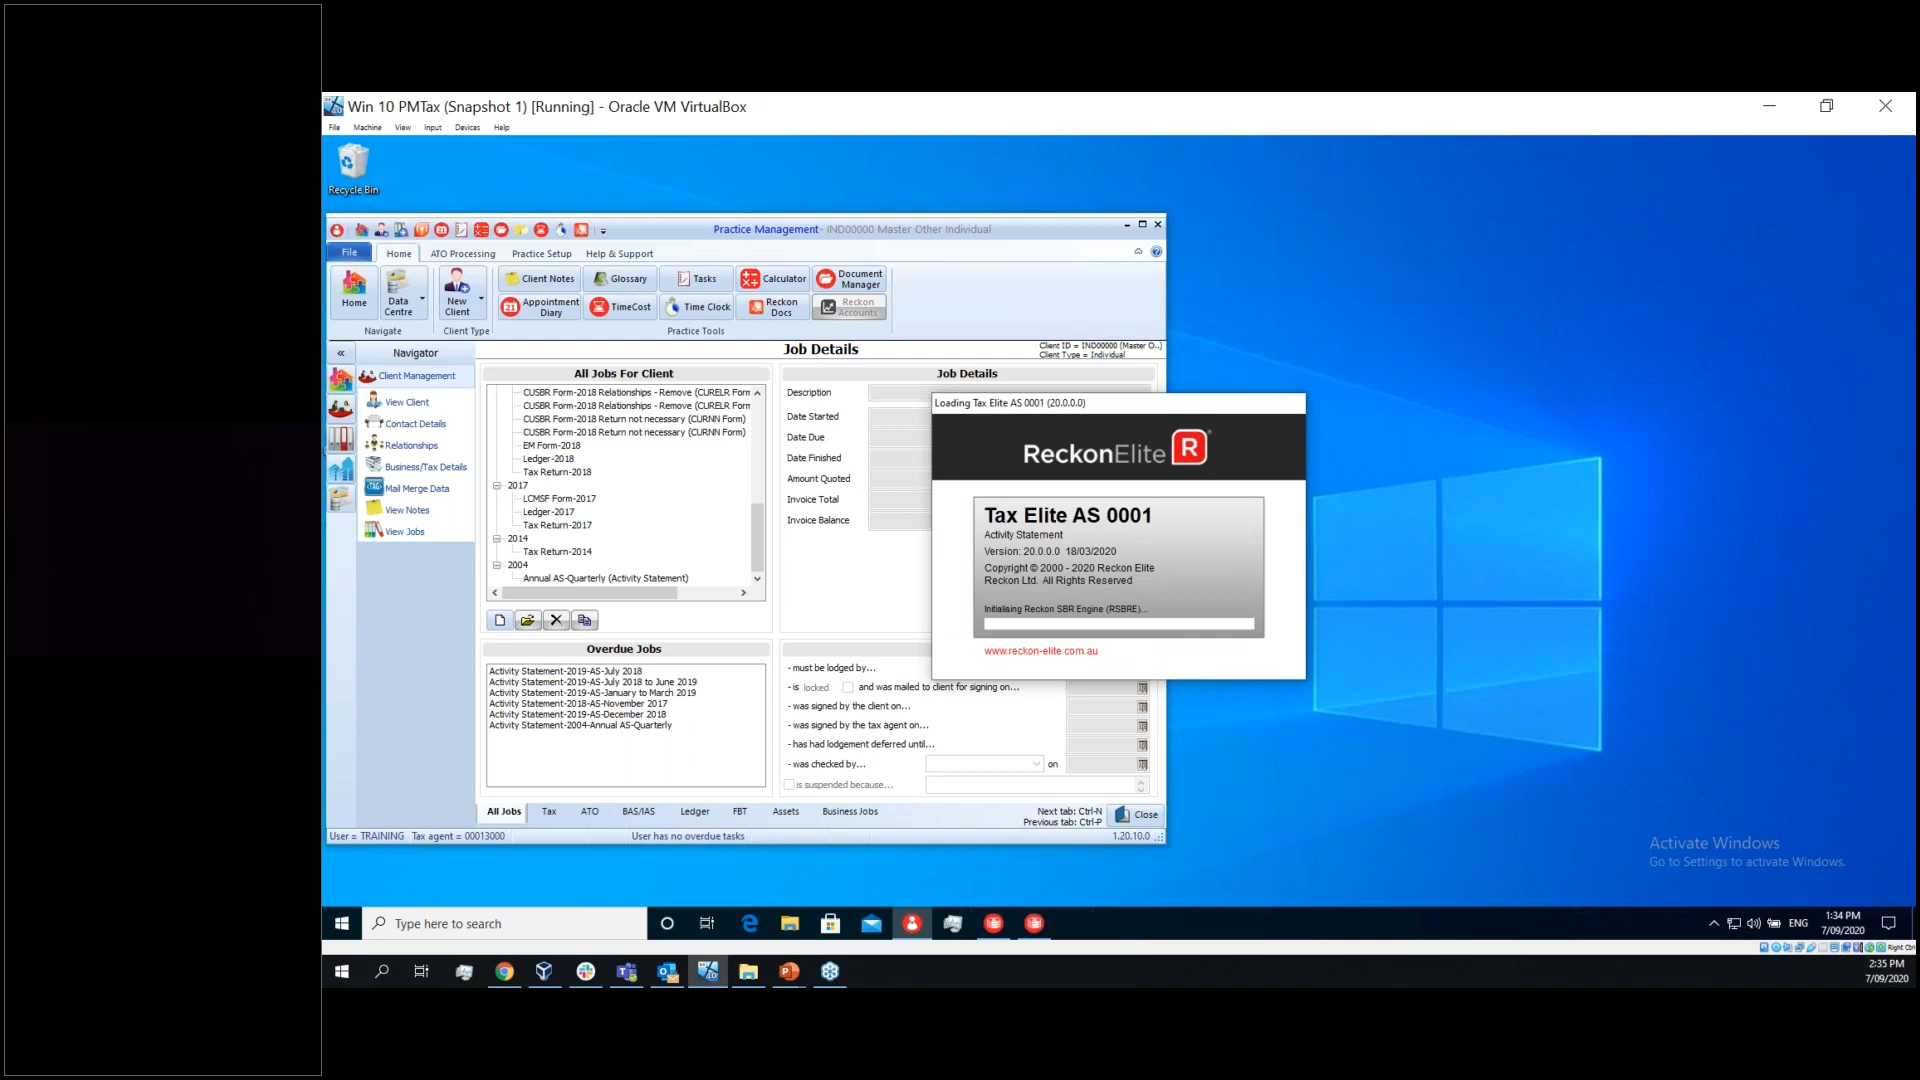 Win 10 PMTax (Snapshot 1) [Running] - Oracle VM VirtualBox
File Machine View Input Devices Help
Recycle Bin
Practice Management - IND00000 Master Other Individual
File Home ATO Processing Practice Setup Help & Support
Home
Data Centre
New Client
Client Notes Glossary Tasks Calculator Document Manager
Appointment Diary TimeCost Time Clock Reckon Docs Reckon Accounts
Navigate Client Type Practice Tools
Navigator
Job Details
Client ID = IND00000 (Master O..)
Client Type = Individual
Client Management
View Client
Contact Details
Relationships
Business/Tax Details
Mail Merge Data
View Notes
View Jobs
All Jobs For Client
CUSBR Form-2018 Relationships - Remove (CURELR Form
CUSBR Form-2018 Relationships - Remove (CURELR Form
CUSBR Form-2018 Return not necessary (CURNN Form)
CUSBR Form-2018 Return not necessary (CURNN Form)
EM Form-2018
Ledger-2018
Tax Return-2018
2017
LCMSF Form-2017
Ledger-2017
Tax Return-2017
2014
Tax Return-2014
2004
Annual AS-Quarterly (Activity Statement)
Overdue Jobs
Activity Statement-2019-AS-July 2018
Activity Statement-2019-AS-July 2018 to June 2019
Activity Statement-2019-AS-January to March 2019
Activity Statement-2018-AS-November 2017
Activity Statement-2019-AS-December 2018
Activity Statement-2004-Annual AS-Quarterly
Job Details
Description
Date Started
Date Due
Date Finished
Amount Quoted
Invoice Total
Invoice Balance
- must be lodged by...
- is locked and was mailed to client for signing on...
- was signed by the client on...
- was signed by the tax agent on...
- has had lodgement deferred until...
- was checked by... on
is suspended because...
Loading Tax Elite AS 0001 (20.0.0.0)
ReckonElite R
Tax Elite AS 0001
Activity Statement
Version: 20.0.0.0 18/03/2020
Copyright © 2000 - 2020 Reckon Elite
Reckon Ltd. All Rights Reserved
Initialising Reckon SBR Engine (RSBRE)...
www.reckon-elite.com.au
All Jobs Tax ATO BAS/IAS Ledger FBT Assets Business Jobs
Next tab: Ctrl-N
Previous tab: Ctrl-P
Close
User = TRAINING Tax agent = 00013000 User has no overdue tasks 1.20.10.0
Activate Windows
Go to Settings to activate Windows.
Type here to search
ENG
1:34 PM
7/09/2020
Right Ctrl
2:35 PM
7/09/2020